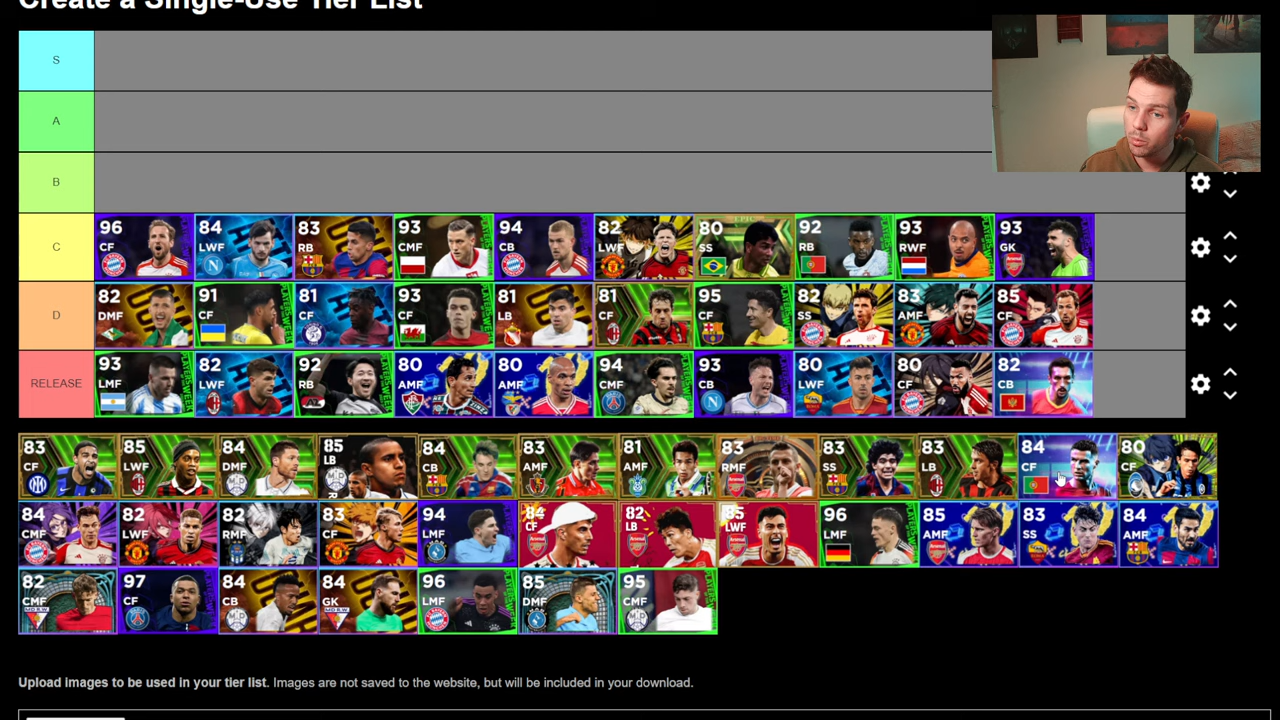 Create a Single-Use Tier List
S
A
B
C
96 84 83 93 94 82 80 92 93 93
CF LWF RB CMF CB LWF SS RB RWF GK
D
82 91 81 93 81 81 95 82 83 85
DMF CF CF CF LWF CF CF SS AMF CF
RELEASE
93 82 92 80 80 94 93 80 80 82
LMF LWF RB AMF AMF CMF CB LWF CF CB
83 85 84 85 84 83 81 83 83 83 84 80
CF LWF DMF LB CB AMF AMF RMF SS LB CF CF
84 82 82 83 94 84 82 85 96 85 83 84
CMF LWF RMF CF LMF CF LB LWF LMF AMF SS AMF
82 97 84 84 96 85 95
CMF CF CB GK LMF DMF CMF
Upload images to be used in your tier list. Images are not saved to the website, but will be included in your download.